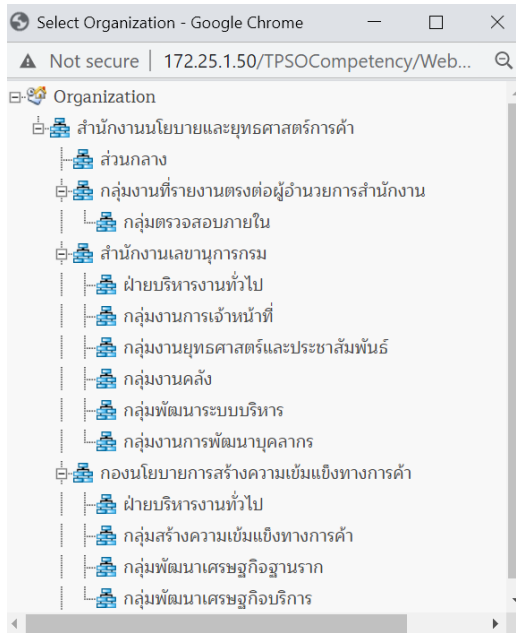 Select Organization - Google Chrome
Not secure | 172.25.1.50/TPSOCompetency/Web...
Organization
สำนักงานนโยบายและยุทธศาสตร์การค้า
ส่วนกลาง
กลุ่มงานที่รายงานตรงต่อผู้อำนวยการสำนักงาน
กลุ่มตรวจสอบภายใน
สำนักงานเลขานุการกรม
ฝ่ายบริหารงานทั่วไป
กลุ่มงานการเจ้าหน้าที่
กลุ่มงานยุทธศาสตร์และประชาสัมพันธ์
กลุ่มงานคลัง
กลุ่มพัฒนาระบบบริหาร
กลุ่มงานการพัฒนาบุคลากร
กองนโยบายการสร้างความเข้มแข็งทางการค้า
ฝ่ายบริหารงานทั่วไป
กลุ่มสร้างความเข้มแข็งทางการค้า
กลุ่มพัฒนาเศรษฐกิจฐานราก
กลุ่มพัฒนาเศรษฐกิจบริการ